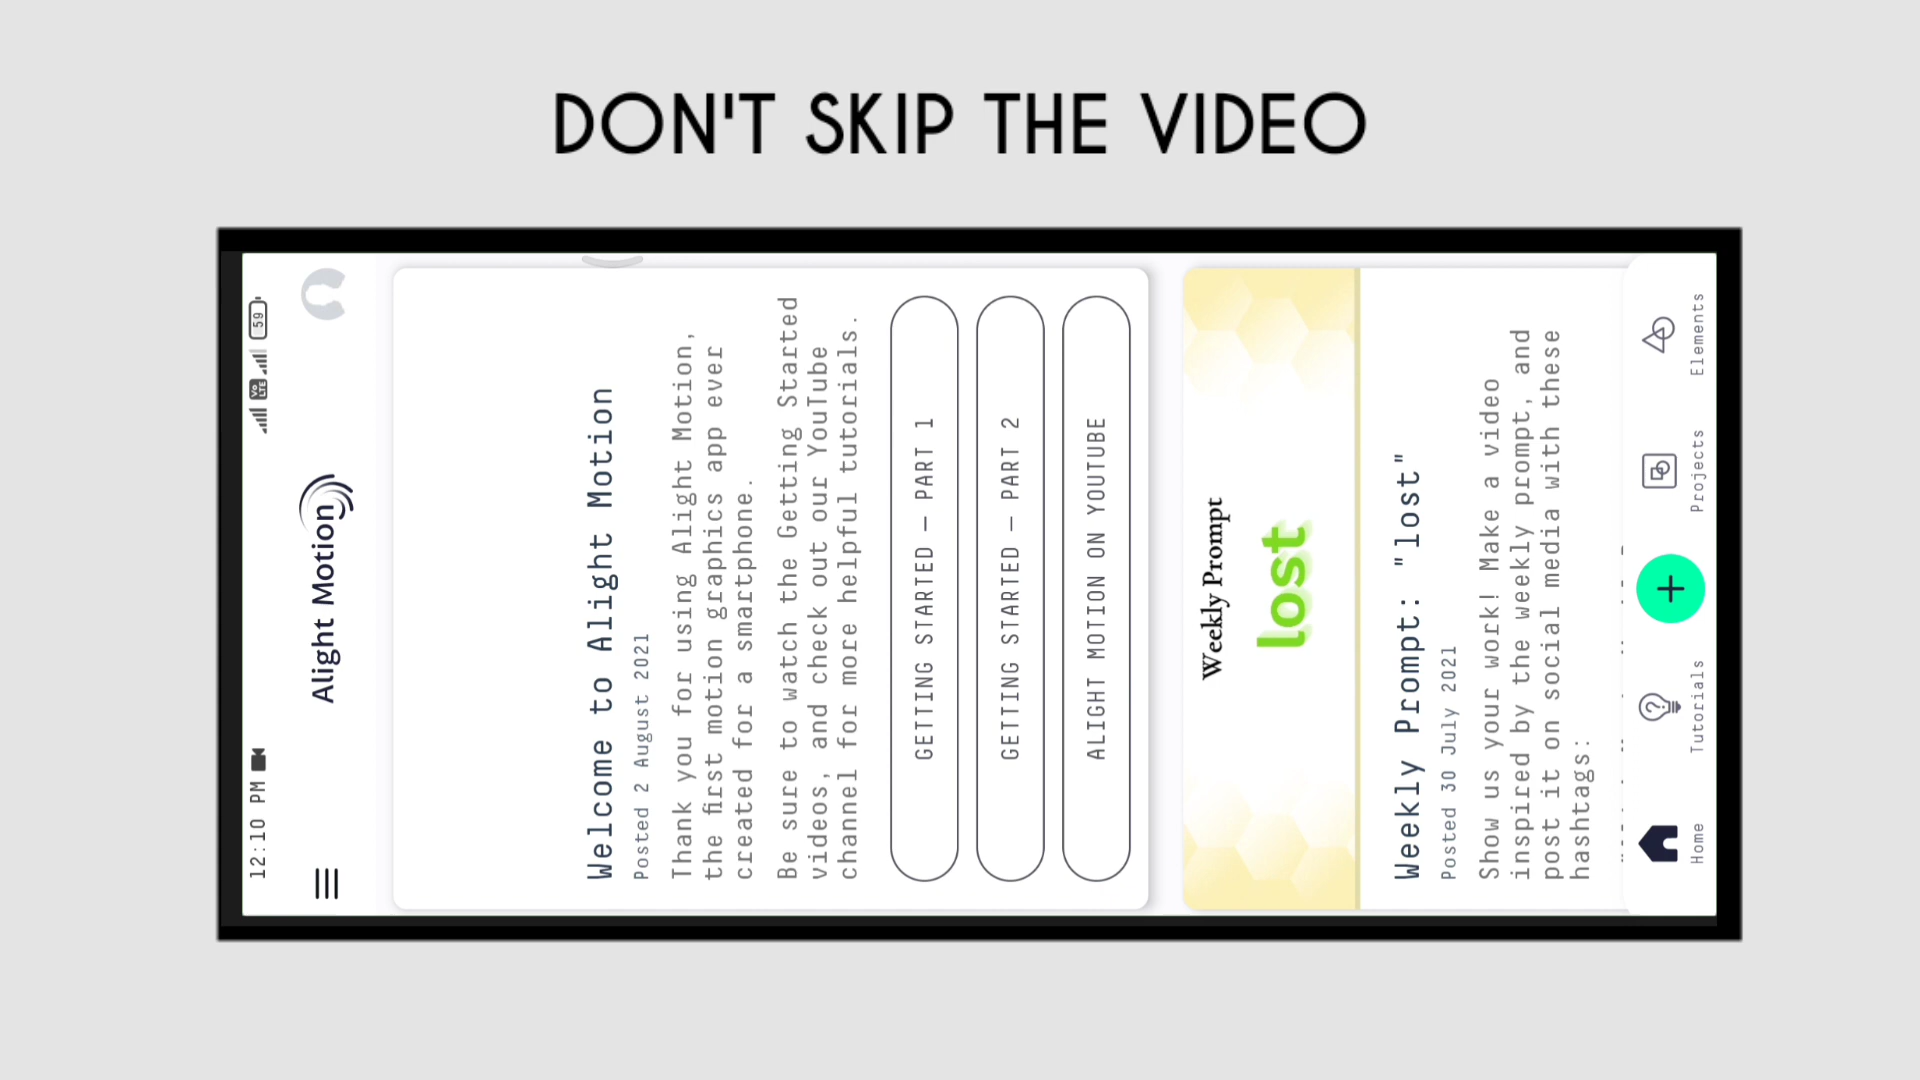 DON'T SKIP THE VIDEO
12:10 PM
Vo
LTE
59
Alight Motion
Welcome to Alight Motion
Posted 2 August 2021
Thank you for using Alight Motion,
the first motion graphics app ever
created for a smartphone.
Be sure to watch the Getting Started
videos, and check out our YouTube
channel for more helpful tutorials.
GETTING STARTED – PART 1
GETTING STARTED – PART 2
ALIGHT MOTION ON YOUTUBE
Weekly Prompt
lost
Weekly Prompt: "lost"
Posted 30 July 2021
Show us your work! Make a video
inspired by the weekly prompt, and
post it on social media with these
hashtags:
Home
Tutorials
Projects
Elements